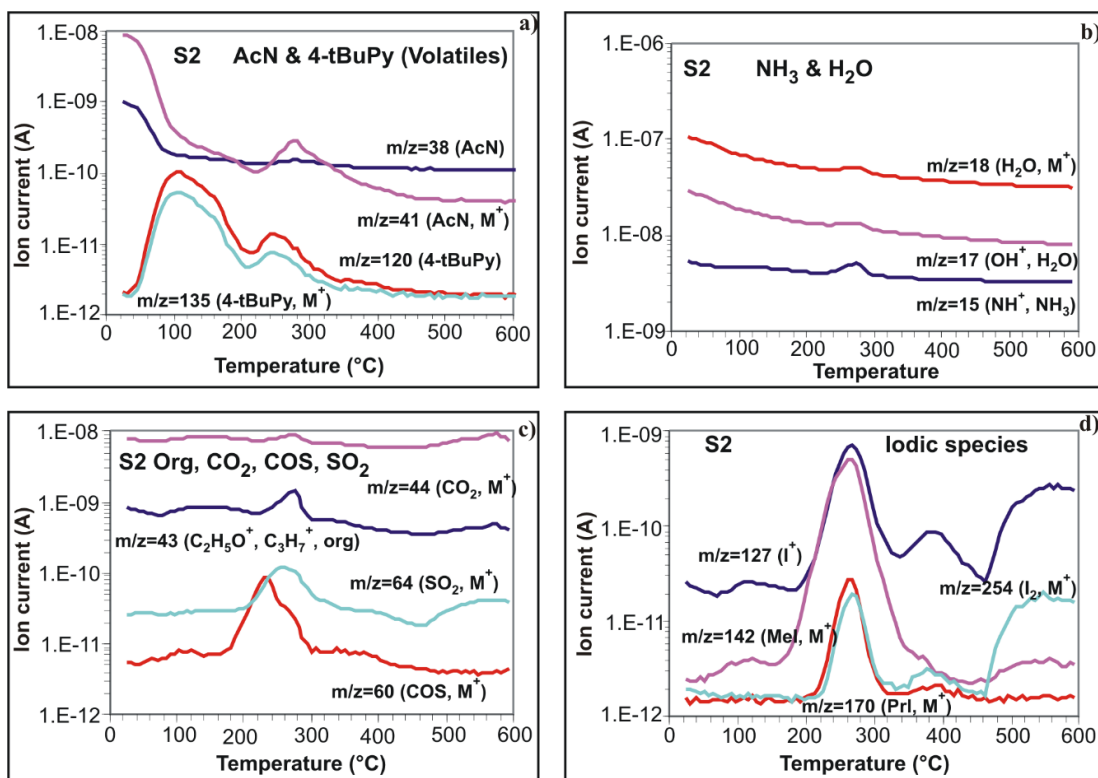 a)
S2 AcN & 4-tBuPy (Volatiles)
1.E-08
1.E-09
1.E-10
1.E-11
1.E-12
Ion current (A)
m/z=38 (AcN)
m/z=41 (AcN, M+)
m/z=120 (4-tBuPy)
m/z=135 (4-tBuPy, M+)
0 100 200 300 400 500 600
Temperature (°C)
b)
S2 NH3 & H2O
1.E-06
1.E-07
1.E-08
1.E-09
Ion current (A)
m/z=18 (H2O, M+)
m/z=17 (OH+, H2O)
m/z=15 (NH+, NH3)
0 100 200 300 400 500 600
Temperature
c)
1.E-08
1.E-09
1.E-10
1.E-11
1.E-12
Ion current (A)
S2 Org, CO2, COS, SO2
m/z=44 (CO2, M+)
m/z=43 (C2H5O+, C3H7+, org)
m/z=64 (SO2, M+)
m/z=60 (COS, M+)
0 100 200 300 400 500 600
Temperature (°C)
d)
S2 Iodic species
1.E-09
1.E-10
1.E-11
1.E-12
Ion current (A)
m/z=127 (I+)
m/z=254 (I2, M+)
m/z=142 (MeI, M+)
m/z=170 (PrI, M+)
0 100 200 300 400 500 600
Temperature (°C)